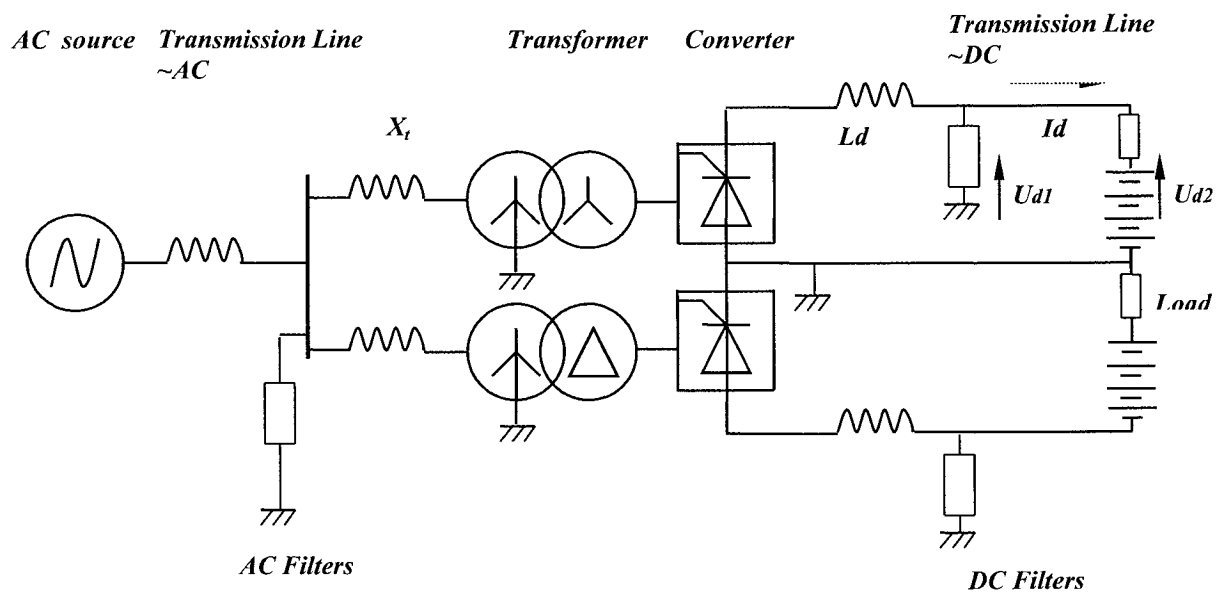 AC source
Transmission Line
~AC
Transformer
Converter
Transmission Line
~DC
Xt
Ld
Id
Ud1
Ud2
Load
AC Filters
DC Filters